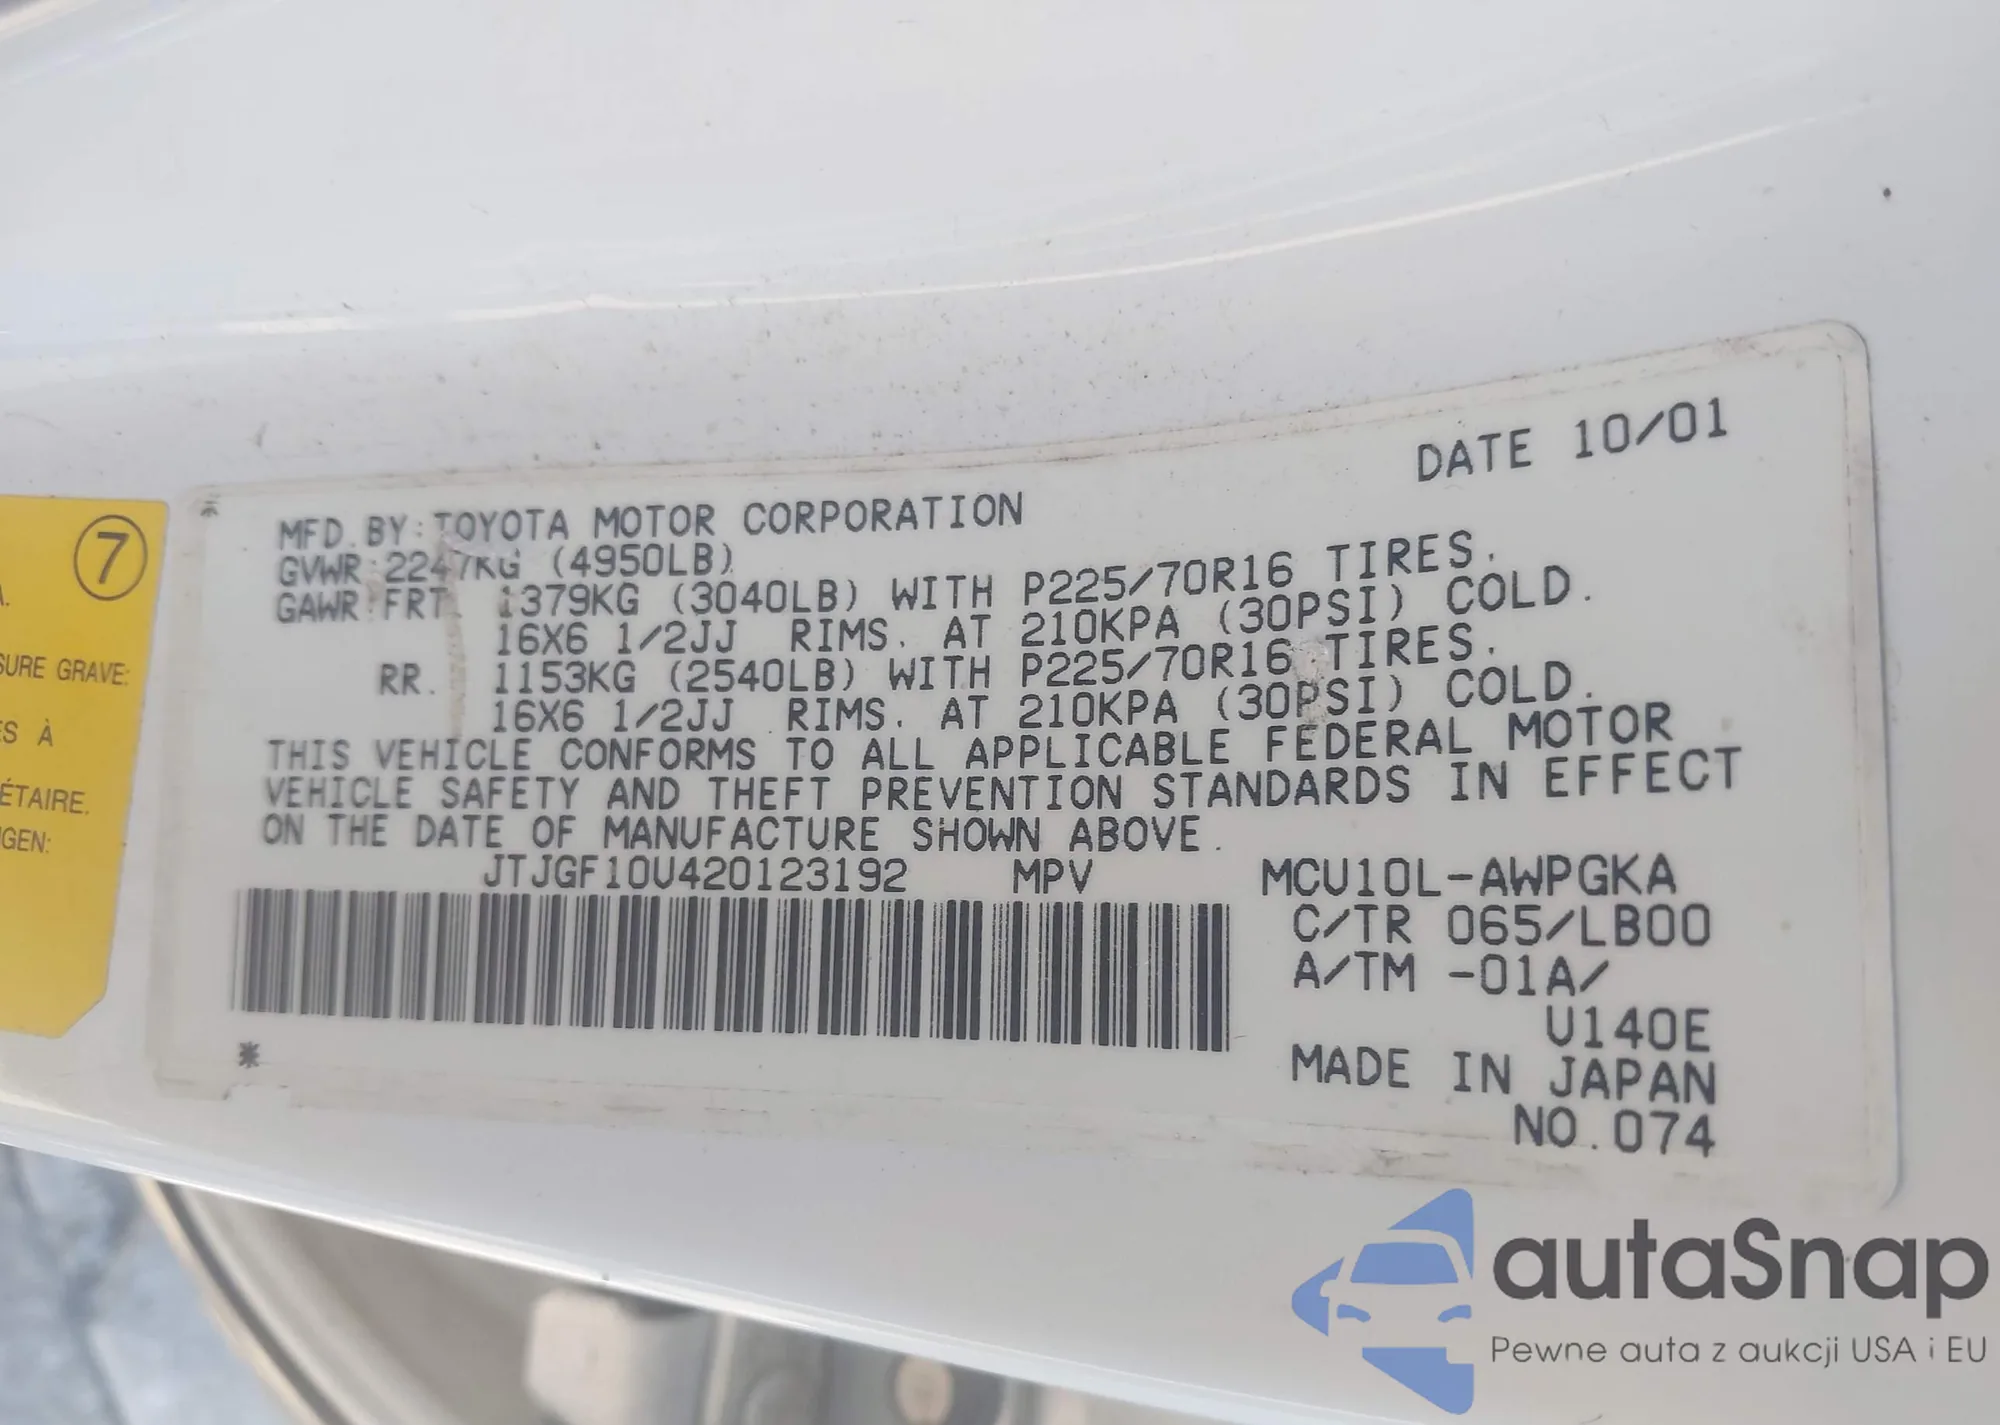 DATE 10/01
MFD. BY: TOYOTA MOTOR CORPORATION
GVWR: 2247KG (4950LB)
GAWR: FRT. 1379KG (3040LB) WITH P225/70R16 TIRES.
16X6 1/2JJ RIMS. AT 210KPA (30PSI) COLD.
RR. 1153KG (2540LB) WITH P225/70R16 TIRES.
16X6 1/2JJ RIMS. AT 210KPA (30PSI) COLD.
THIS VEHICLE CONFORMS TO ALL APPLICABLE FEDERAL MOTOR
VEHICLE SAFETY AND THEFT PREVENTION STANDARDS IN EFFECT
ON THE DATE OF MANUFACTURE SHOWN ABOVE.
JTJGF10U420123192 MPV MCU10L-AWPGKA
C/TR 065/LB00
A/TM -01A/
U140E
MADE IN JAPAN
NO.074
*
7
A.
SURE GRAVE:
ES À
ÉTAIRE.
GEN:
autaSnap
Pewne auta z aukcji USA i EU